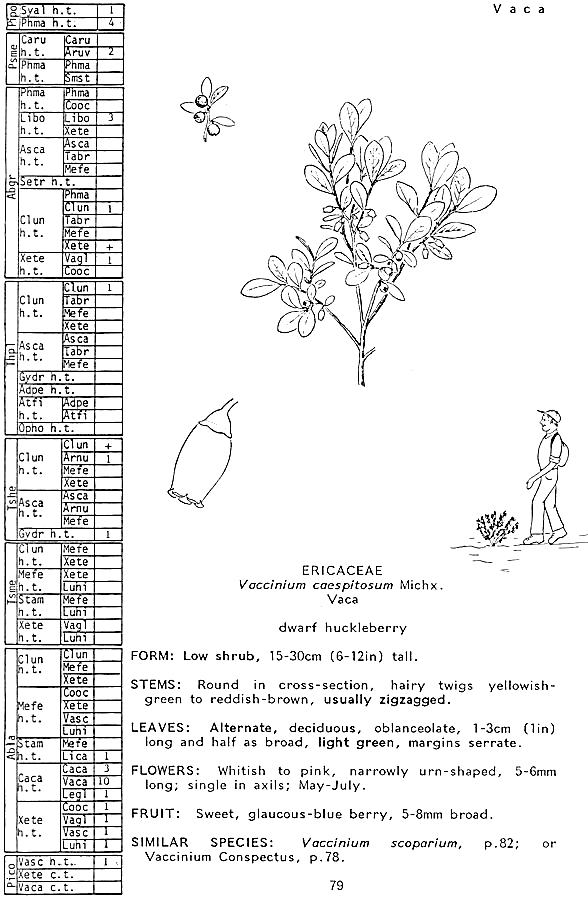 Vaca
Pipo Syal h.t. 1
Phma h.t. 4
Psme Caru h.t. Caru
Aruv 2
Phma h.t. Phma
Smst
Abgr Phma h.t. Phma
Cooc
Libo h.t. Libo 3
Xete
Asca h.t. Asca
Tabr
Mefe
Setr h.t.
Clun h.t. Phma
Clun 1
Tabr
Mefe
Xete +
Xete h.t. Vagl 1
Cooc
Thpl Clun h.t. Clun 1
Tabr
Mefe
Xete
Asca h.t. Asca
Tabr
Mefe
Gydr h.t.
Adpe h.t.
Atfi h.t. Adpe
Atfi
Opho h.t.
Tshe Clun h.t. Clun +
Arnu 1
Mefe
Xete
Asca h.t. Asca
Arnu
Mefe
Gydr h.t. 1
Tsme Clun h.t. Mefe
Xete
Mefe h.t. Xete
Luhi
Stam h.t. Mefe
Luhi
Xete h.t. Vagl
Luhi
Abla Clun h.t. Clun
Mefe
Xete
Mefe h.t. Cooc
Xete
Vasc
Luhi
Stam h.t. Mefe
Lica 1
Caca h.t. Caca 3
Vaca 10
Legl 1
Xete h.t. Cooc 1
Vagl 1
Vasc 1
Luhi 1
Pico Vasc h.t. 1
Xete c.t.
Vaca c.t.
ERICACEAE
Vaccinium caespitosum Michx.
Vaca
dwarf huckleberry
FORM: Low shrub, 15-30cm (6-12in) tall.
STEMS: Round in cross-section, hairy twigs yellowish-
green to reddish-brown, usually zigzagged.
LEAVES: Alternate, deciduous, oblanceolate, 1-3cm (1in)
long and half as broad, light green, margins serrate.
FLOWERS: Whitish to pink, narrowly urn-shaped, 5-6mm
long; single in axils; May-July.
FRUIT: Sweet, glaucous-blue berry, 5-8mm broad.
SIMILAR SPECIES: Vaccinium scoparium, p.82; or
Vaccinium Conspectus, p.78.
79